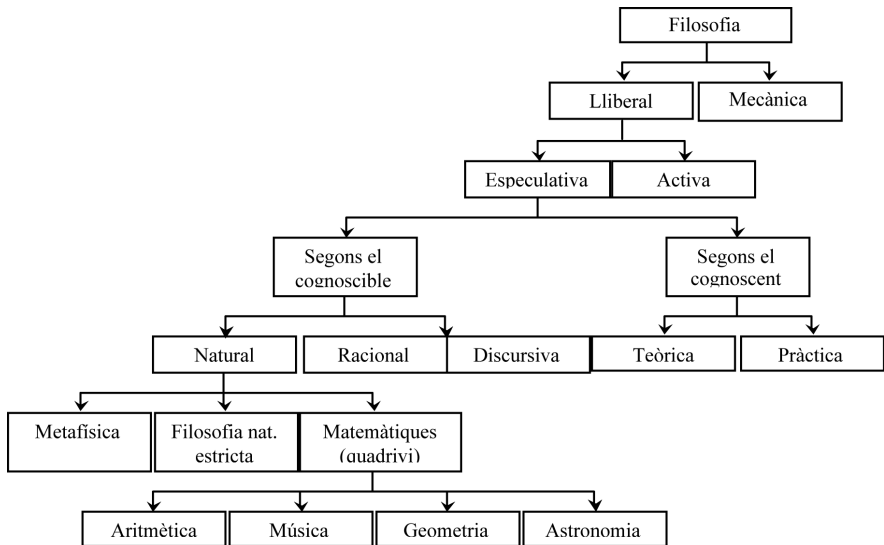 Filosofia
Lliberal
Mecànica
Especulativa
Activa
Segons el
cognoscible
Segons el
cognoscent
Natural
Racional
Discursiva
Teòrica
Pràctica
Metafísica
Filosofia nat.
estricta
Matemàtiques
(quadrivi)
Aritmètica
Música
Geometria
Astronomia